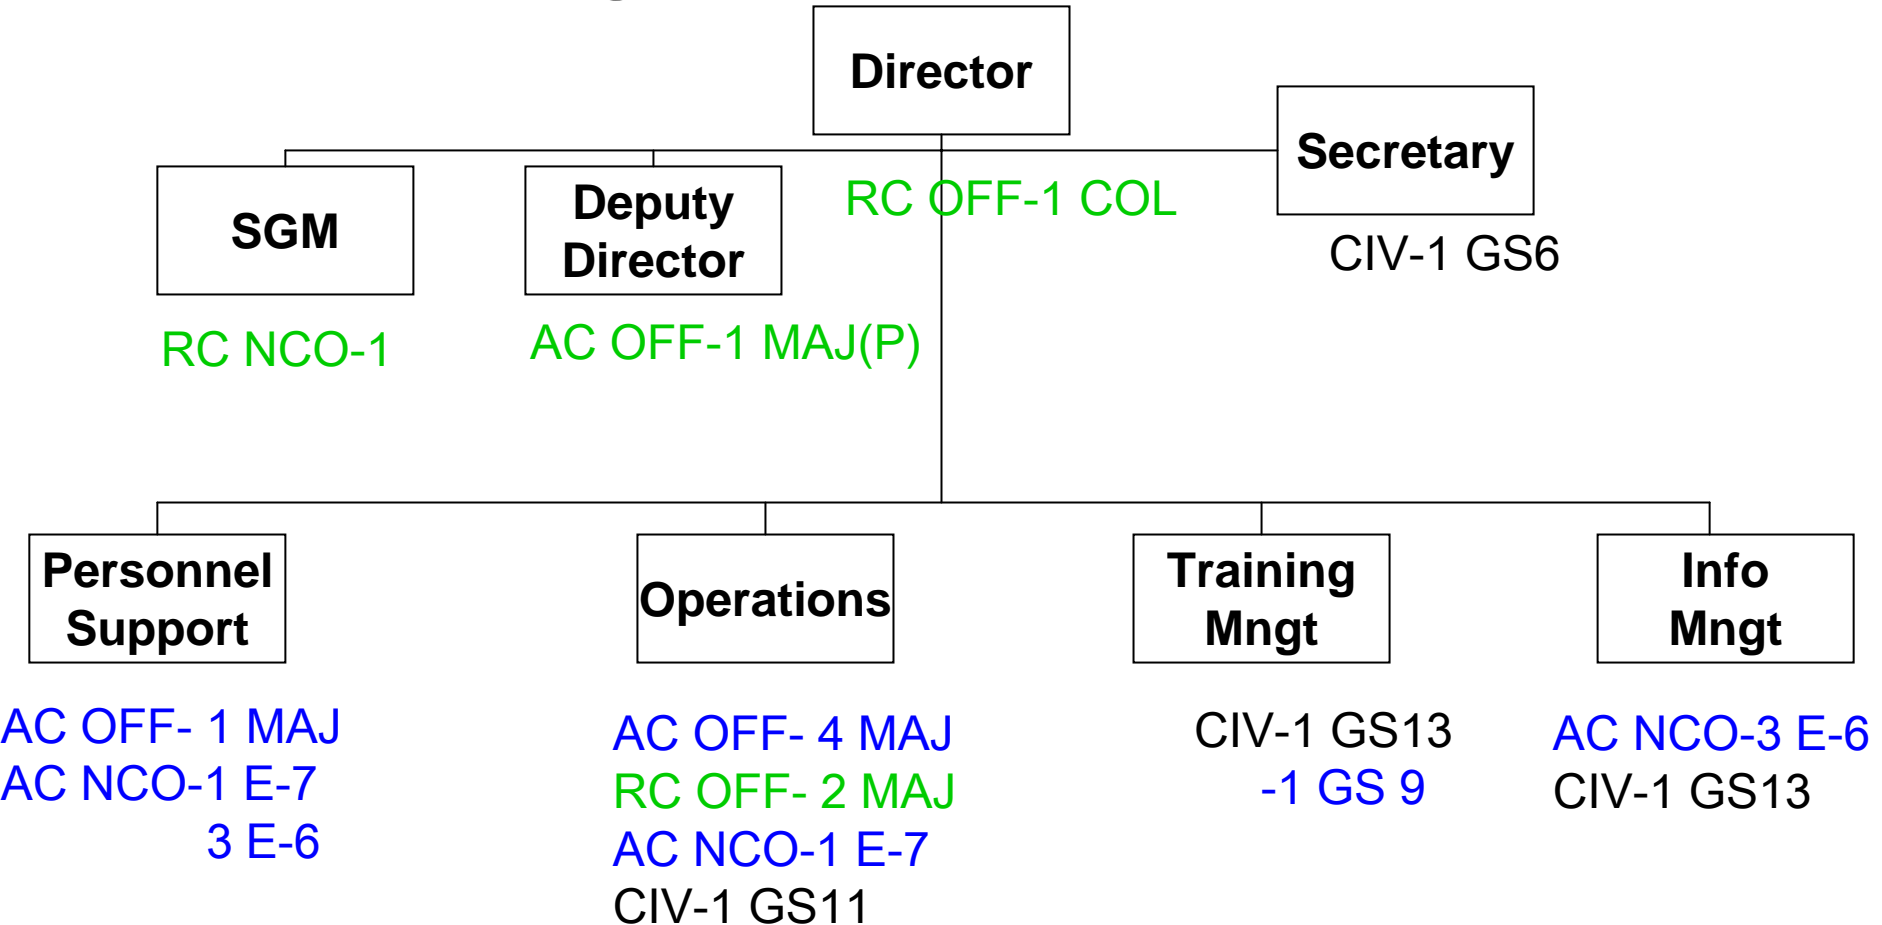 Director
Secretary
CIV-1 GS6
RC OFF-1 COL
SGM
RC NCO-1
Deputy
Director
AC OFF-1 MAJ(P)
Personnel
Support
AC OFF- 1 MAJ
AC NCO-1 E-7
3 E-6
Operations
AC OFF- 4 MAJ
RC OFF- 2 MAJ
AC NCO-1 E-7
CIV-1 GS11
Training
Mngt
CIV-1 GS13
-1 GS 9
Info
Mngt
AC NCO-3 E-6
CIV-1 GS13